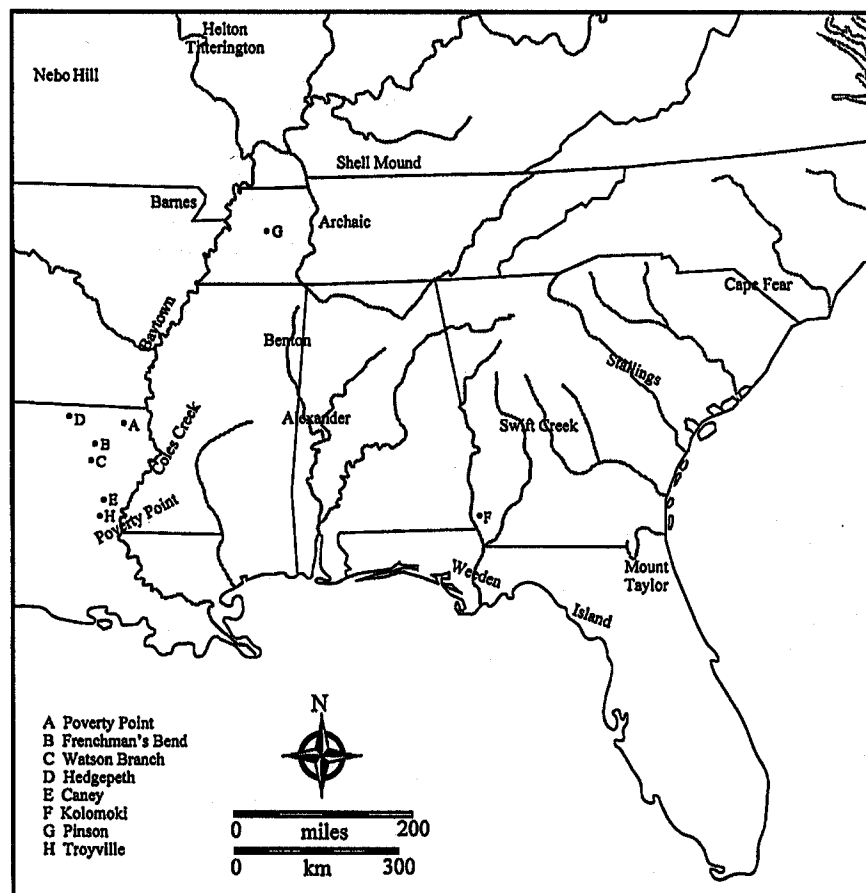 Helton
Titterington
Nebo Hill
Shell Mound
Barnes
Archaic
G
Cape Fear
Baytown
Benton
Stallings
D
A
Alexander
Coles Creek
Swift Creek
B
C
E
H
F
Poverty Point
Weeden
Mount
Taylor
Island
N
A Poverty Point
B Frenchman's Bend
C Watson Branch
D Hedgepeth
E Caney
F Kolomoki
G Pinson
H Troyville
0 miles 200
0 km 300